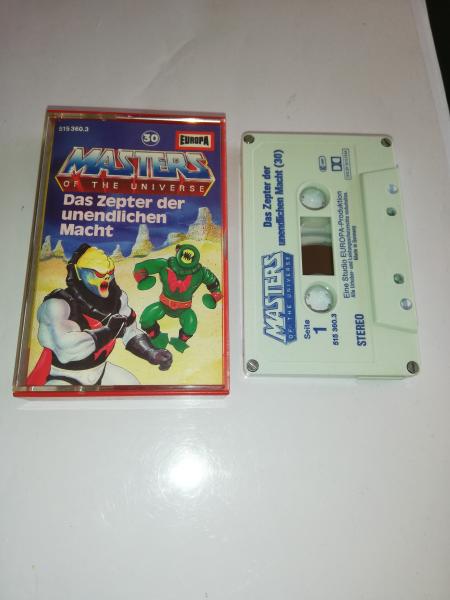 515 360.3
30
EUROPA
MASTERS
OF THE UNIVERSE
Das Zepter der
unendlichen
Macht
Das Zepter der
unendlichen Macht (30)
MASTERS
OF THE UNIVERSE
Eine Studio EUROPA-Produktion
Made in Germany
Seite
1
515 360.3
STEREO